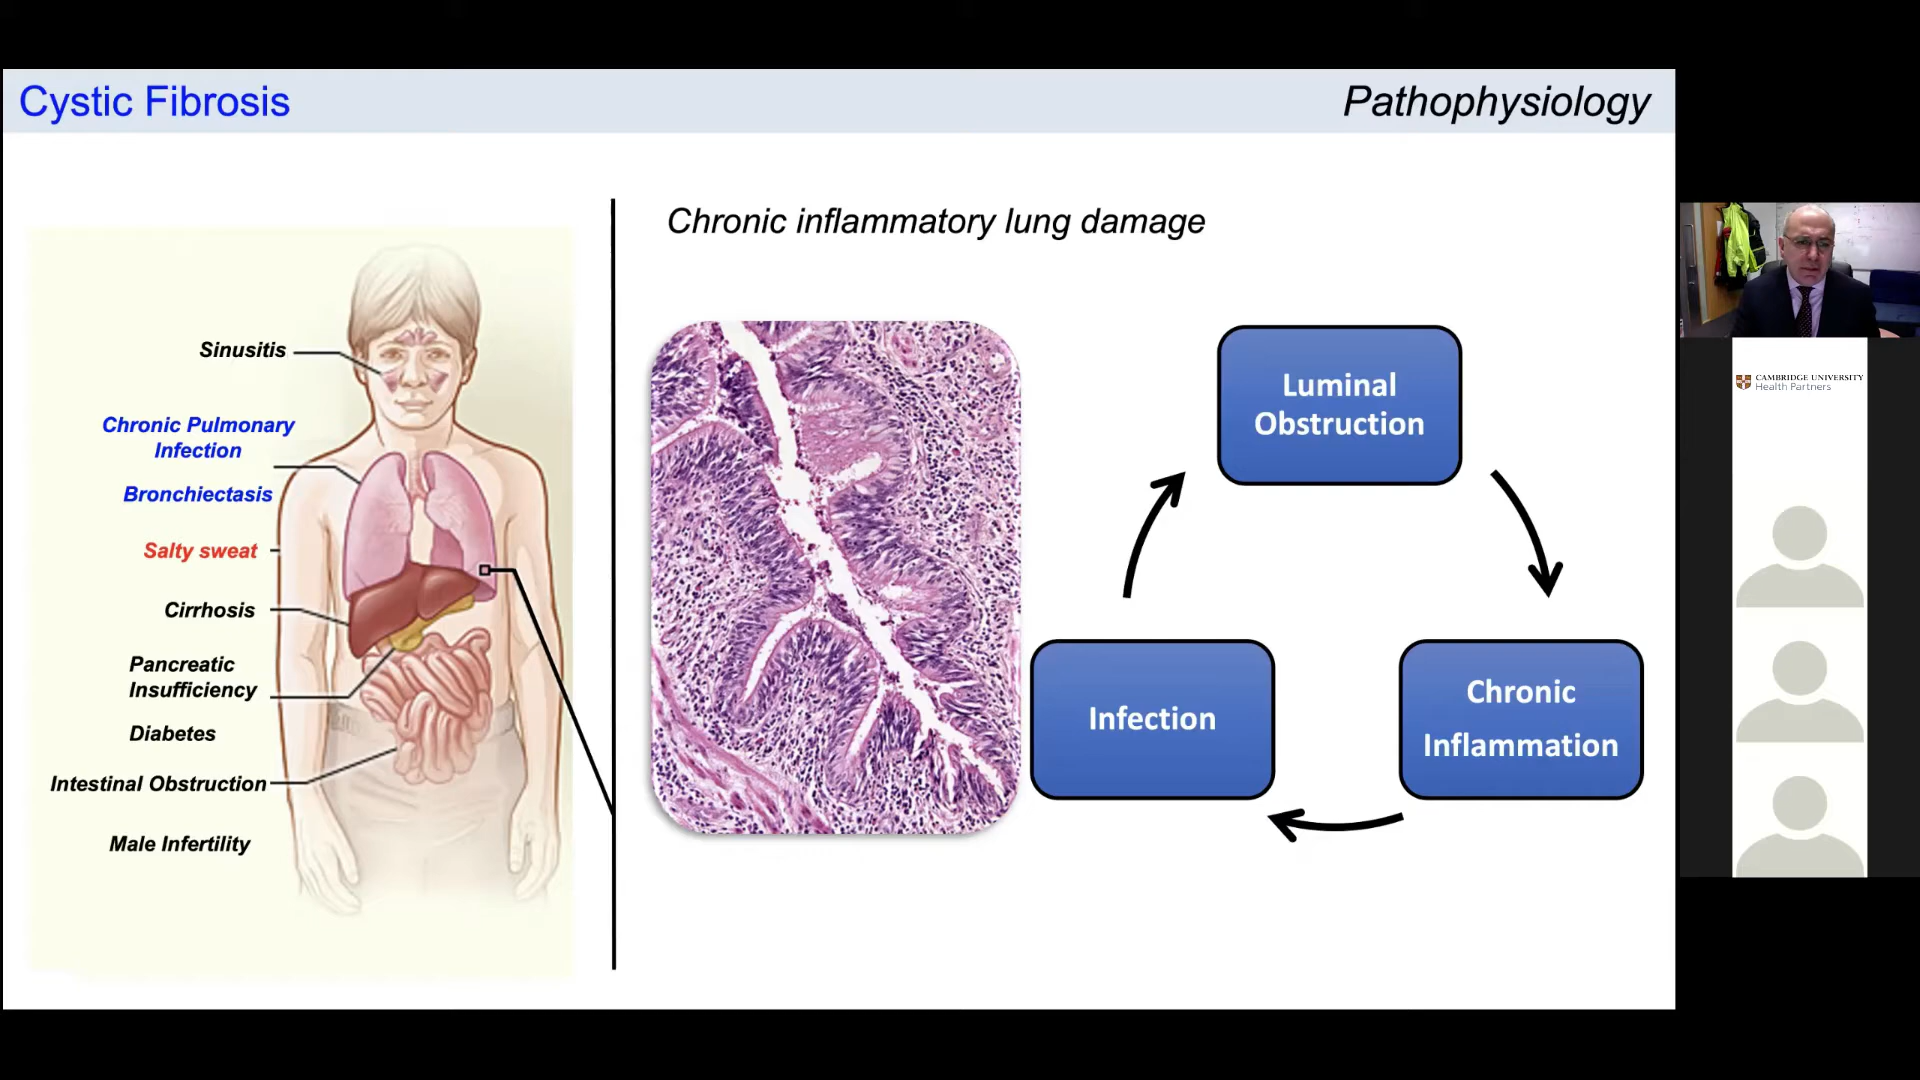 Cystic Fibrosis
Pathophysiology
Sinusitis
Chronic Pulmonary
Infection
Bronchiectasis
Salty sweat
Cirrhosis
Pancreatic
Insufficiency
Diabetes
Intestinal Obstruction
Male Infertility
Chronic inflammatory lung damage
Luminal
Obstruction
Chronic
Inflammation
Infection
CAMBRIDGE UNIVERSITY
Health Partners